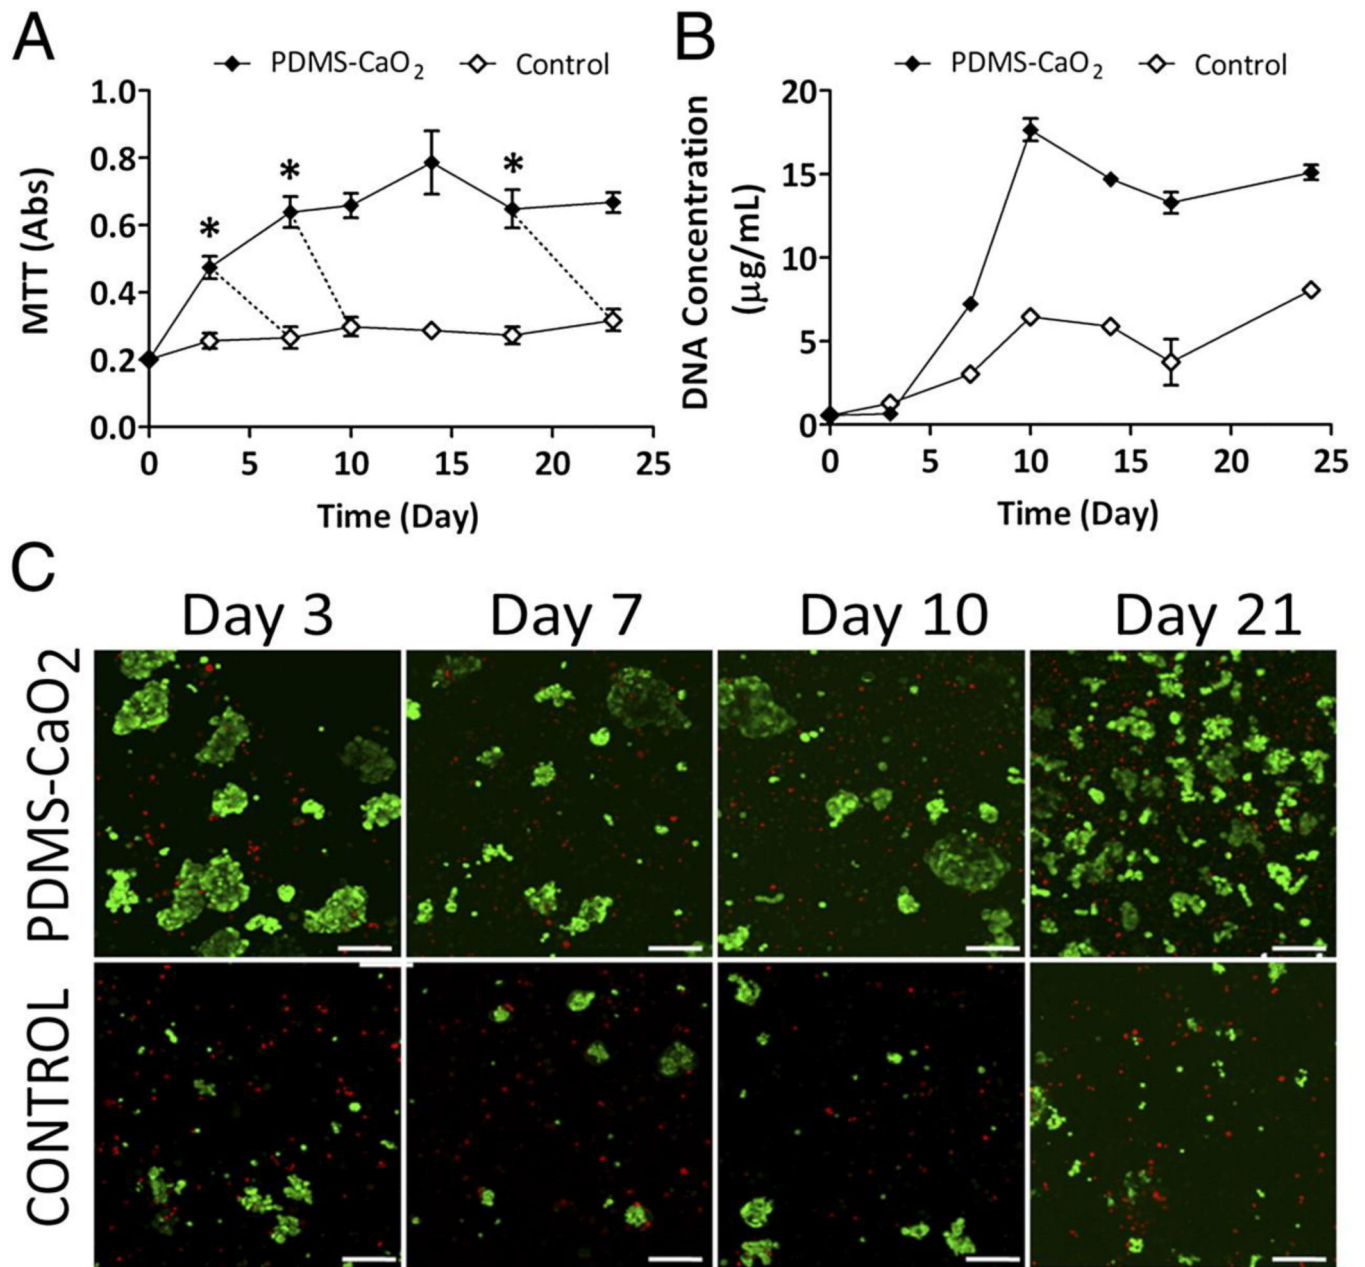 A
PDMS-CaO2 Control
MTT (Abs)
1.0
0.8
0.6
0.4
0.2
0.0
* * *
0 5 10 15 20 25
Time (Day)
B
PDMS-CaO2 Control
DNA Concentration
(µg/mL)
20
15
10
5
0
0 5 10 15 20 25
Time (Day)
C
Day 3 Day 7 Day 10 Day 21
PDMS-CaO2
CONTROL